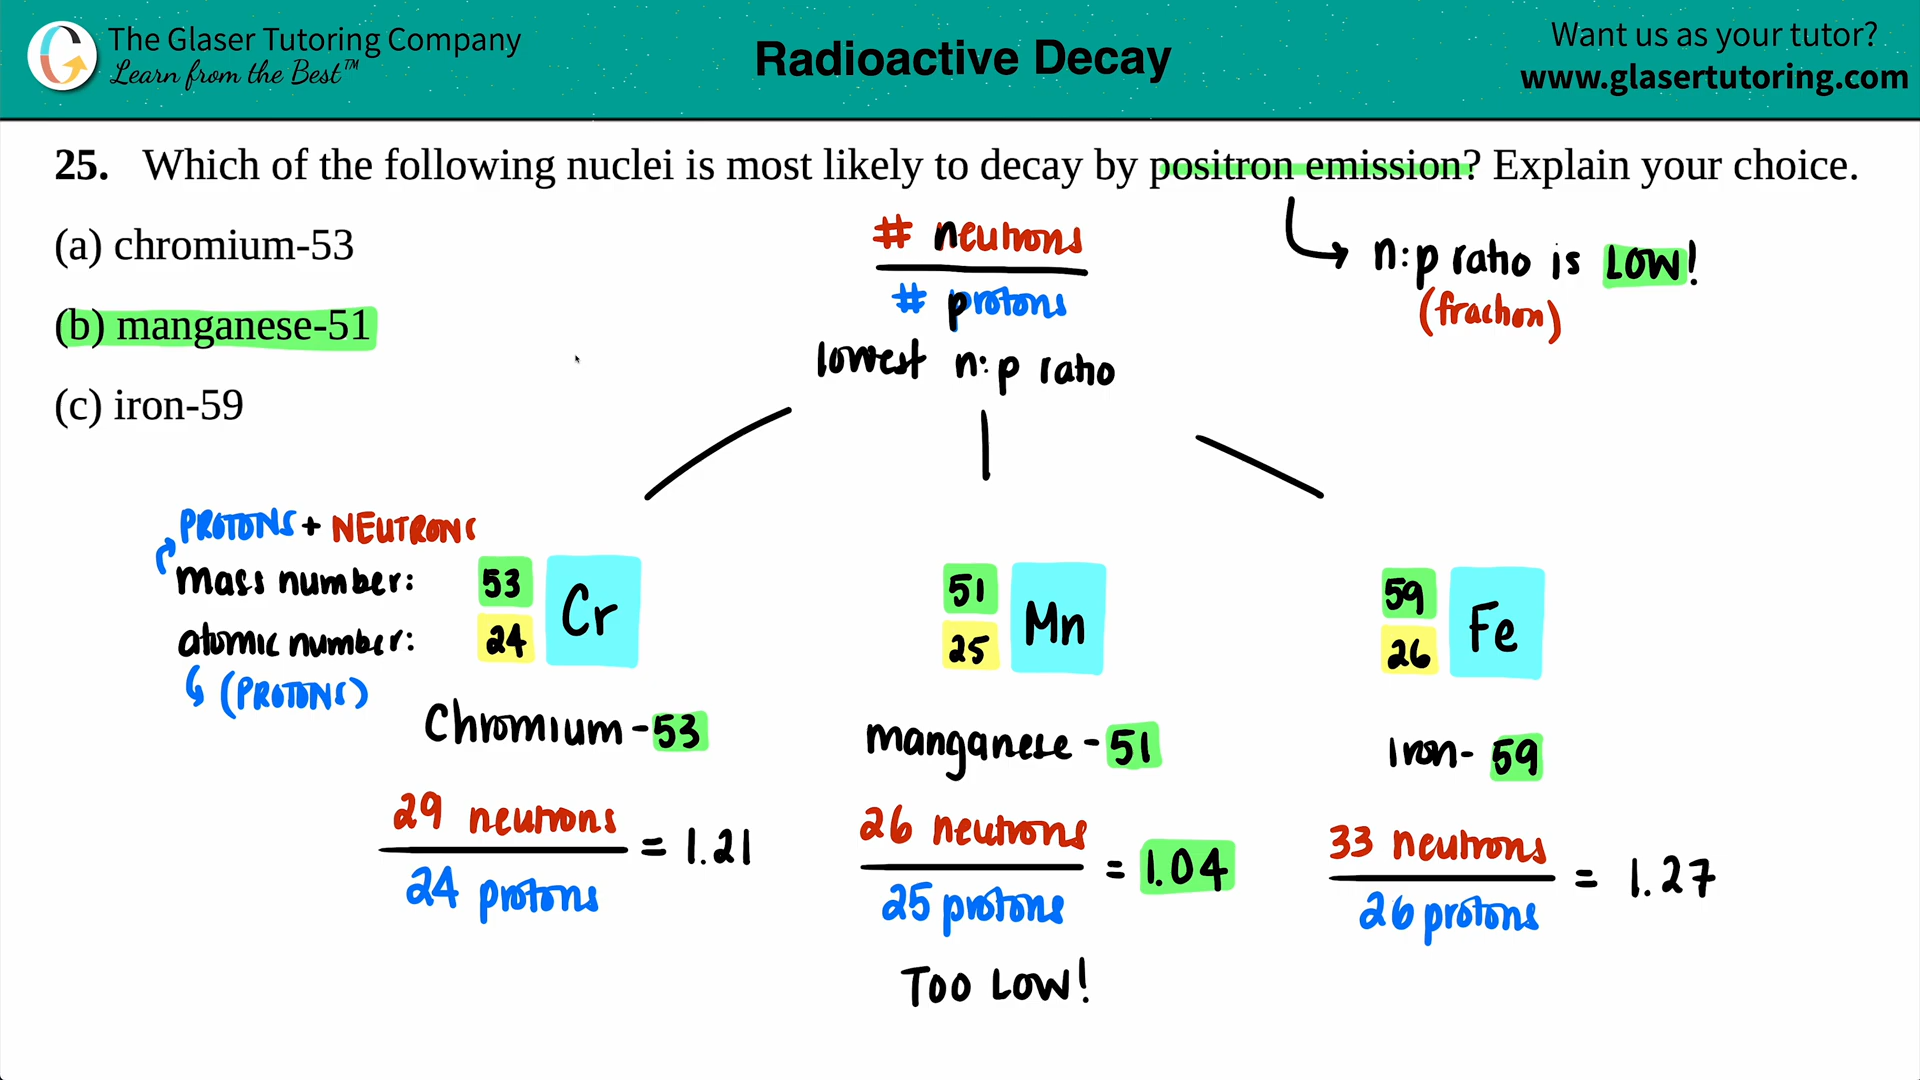 The Glaser Tutoring Company
Learn from the Best™
Radioactive Decay
Want us as your tutor?
www.glasertutoring.com
25. Which of the following nuclei is most likely to decay by positron emission? Explain your choice.
(a) chromium-53
(b) manganese-51
(c) iron-59
# neutrons
# protons
lowest n:p ratio
n:p ratio is LOW!
(fraction)
PROTONS + NEUTRONS
mass number:
atomic number:
(PROTONS)
53
24
Cr
Chromium-53
29 neutrons
24 protons
= 1.21
51
25
Mn
manganese-51
26 neutrons
25 protons
= 1.04
TOO LOW!
59
26
Fe
Iron-59
33 neutrons
26 protons
= 1.27